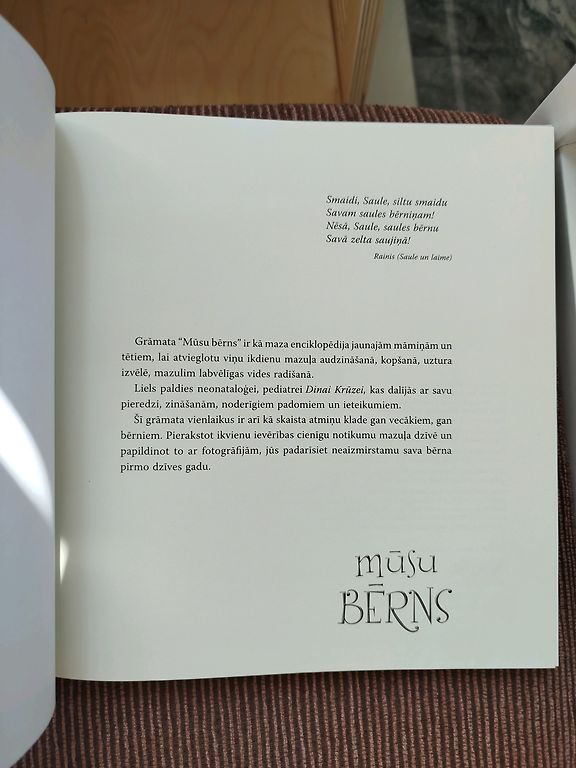 Smaidi, Saule, siltu smaidu
Savam saules bērniņam!
Nēsā, Saule, saules bērnu
Savā zelta saujiņā!
Rainis (Saule un laime)
Grāmata “Mūsu bērns” ir kā maza enciklopēdija jaunajām māmiņām un
tētiem, lai atvieglotu viņu ikdienu mazuļa audzināšanā, kopšanā, uztura
izvēlē, mazulim labvēlīgas vides radīšanā.
Liels paldies neonataloģei, pediatrei Dinai Krūzei, kas dalījās ar savu
pieredzi, zināšanām, noderīgiem padomiem un ieteikumiem.
Šī grāmata vienlaikus ir arī kā skaista atmiņu klade gan vecākiem, gan
bērniem. Pierakstot ikvienu ievērības cienīgu notikumu mazuļa dzīvē un
papildinot to ar fotogrāfijām, jūs padarīsiet neaizmirstamu sava bērna
pirmo dzīves gadu.
mūsu
BĒRNS